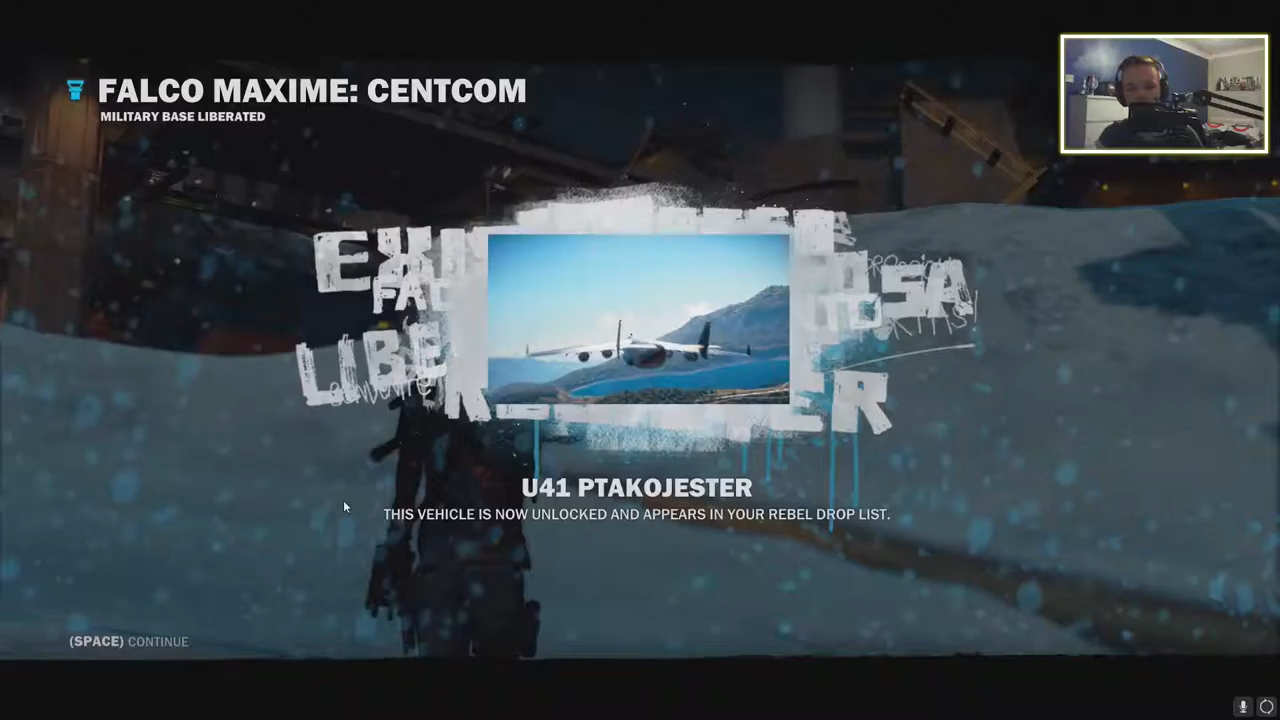 FALCO MAXIME: CENTCOM
MILITARY BASE LIBERATED
U41 PTAKOJESTER
THIS VEHICLE IS NOW UNLOCKED AND APPEARS IN YOUR REBEL DROP LIST.
(SPACE) CONTINUE